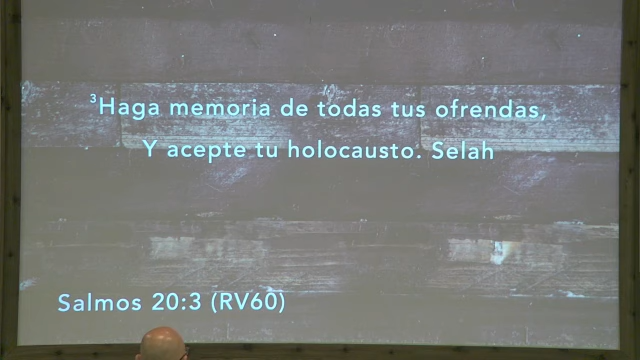 ³Haga memoria de todas tus ofrendas,
Y acepte tu holocausto. Selah
Salmos 20:3 (RV60)